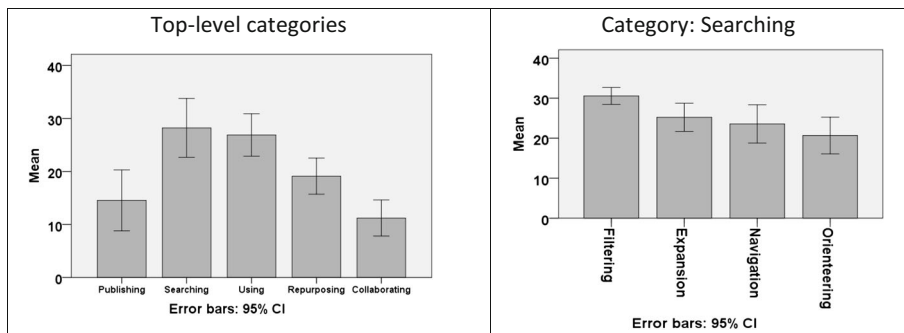 Top-level categories
40
30
20
10
0
Mean
Publishing Searching Using Repurposing Collaborating
Error bars: 95% CI
Category: Searching
40
30
20
10
0
Mean
Filtering
Expansion
Navigation
Orienteering
Error bars: 95% CI